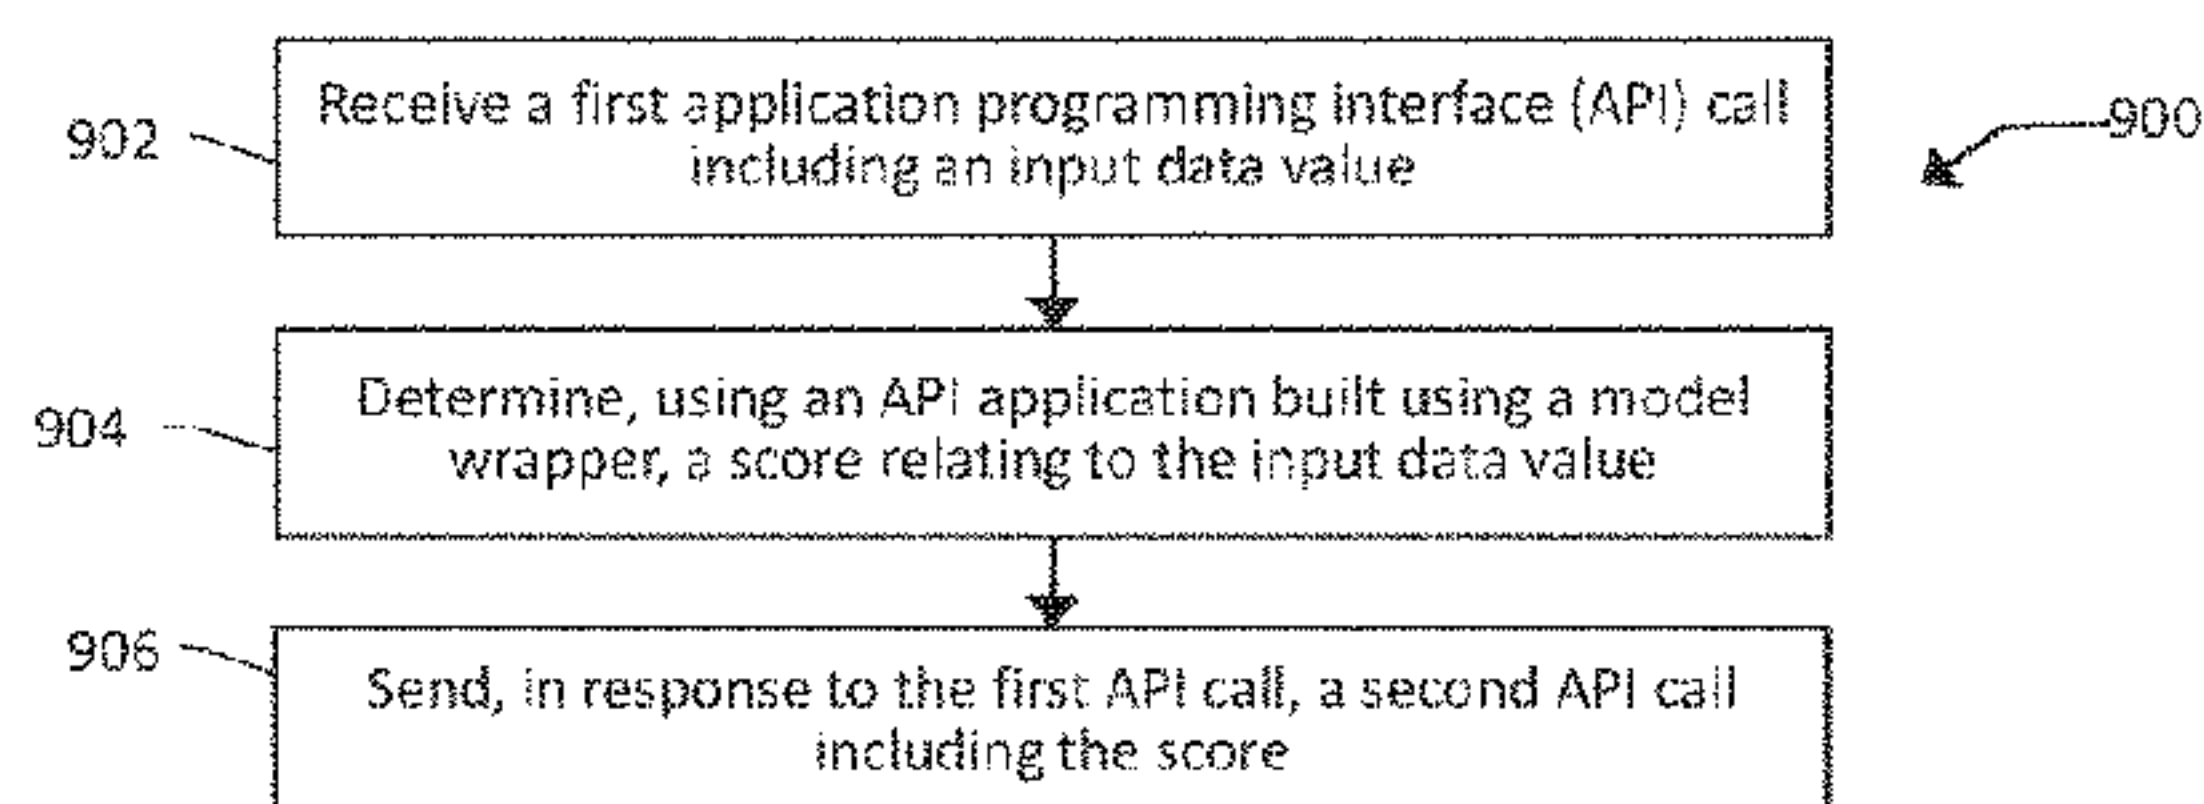 Receive a first application programming interface (API) call
including an input data value
902
900
Determine, using an API application built using a model
wrapper, a score relating to the input data value
904
906
Send, in response to the first API call, a second API call
including the score